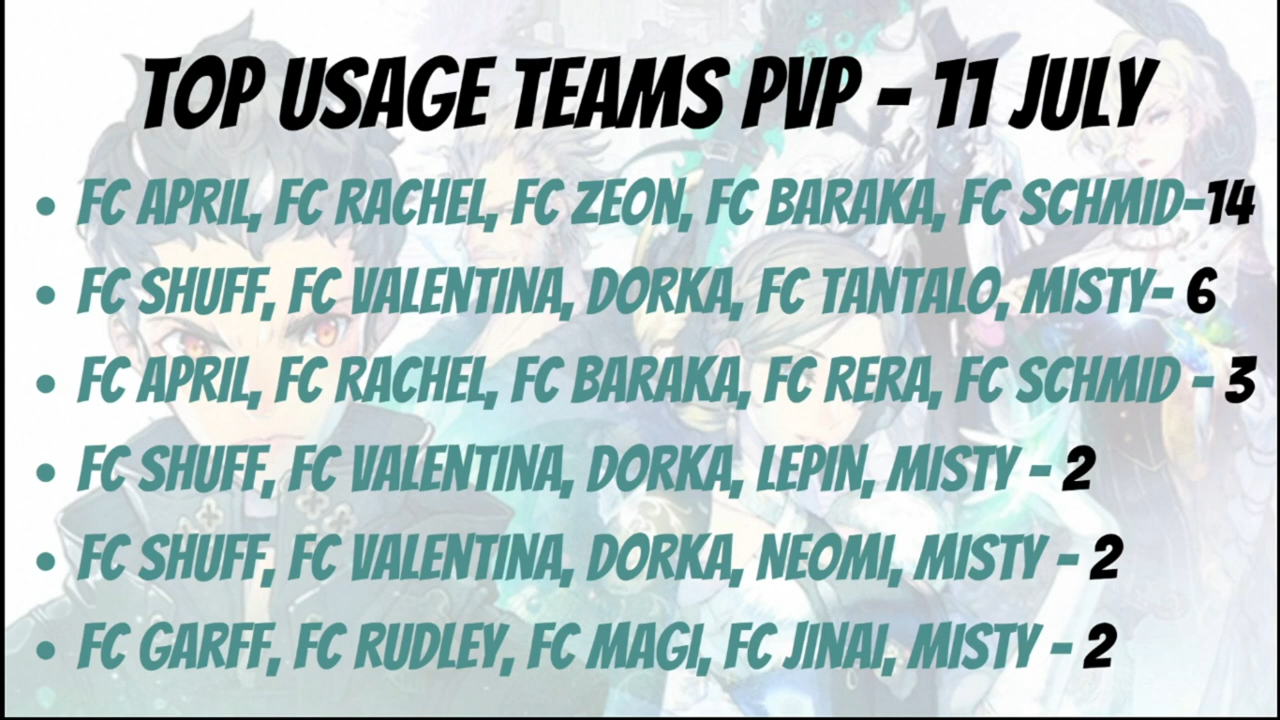 TOP USAGE TEAMS PVP - 11 JULY
• FC APRIL, FC RACHEL, FC ZEON, FC BARAKA, FC SCHMID-14
• FC SHUFF, FC VALENTINA, DORKA, FC TANTALO, MISTY- 6
• FC APRIL, FC RACHEL, FC BARAKA, FC RERA, FC SCHMID - 3
• FC SHUFF, FC VALENTINA, DORKA, LEPIN, MISTY - 2
• FC SHUFF, FC VALENTINA, DORKA, NEOMI, MISTY - 2
• FC GARFF, FC RUDLEY, FC MAGI, FC JINAI, MISTY - 2